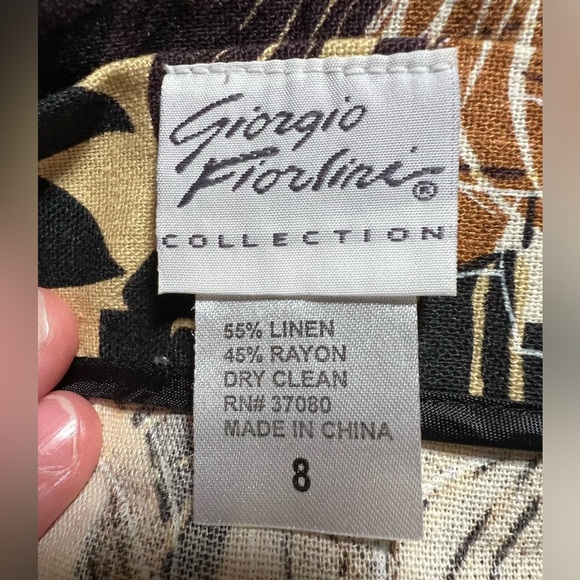 Giorgio
Fiorlini®
COLLECTION
55% LINEN
45% RAYON
DRY CLEAN
RN# 37080
MADE IN CHINA
8